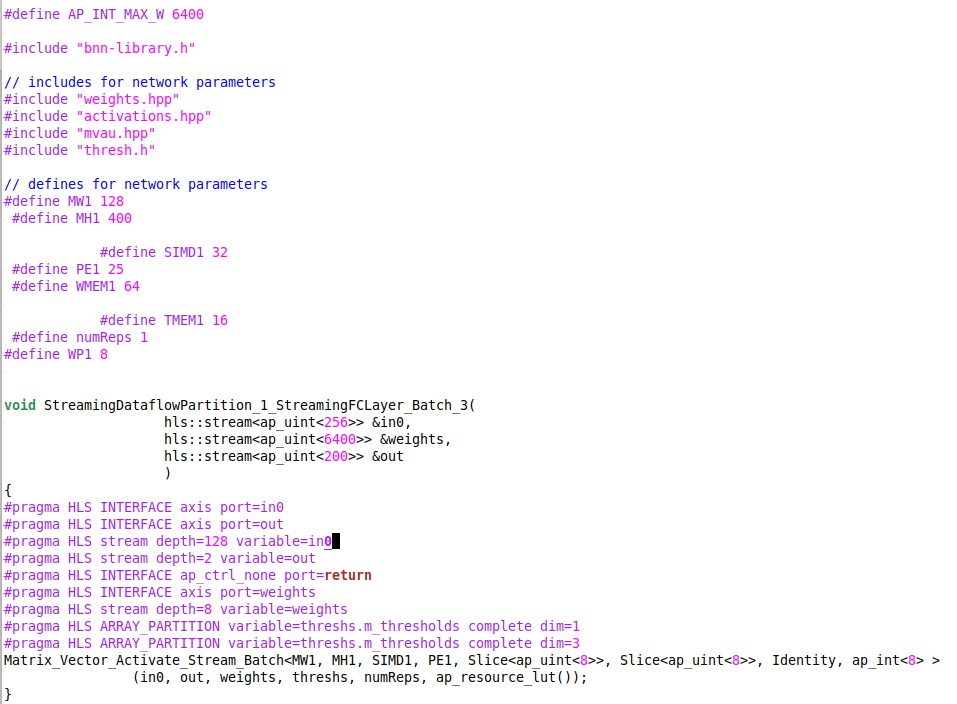 #define AP_INT_MAX_W 6400
#include "bnn-library.h"
// includes for network parameters
#include "weights.hpp"
#include "activations.hpp"
#include "mvau.hpp"
#include "thresh.h"
// defines for network parameters
#define MW1 128
#define MH1 400
#define SIMD1 32
#define PE1 25
#define WMEM1 64
#define TMEM1 16
#define numReps 1
#define WP1 8
void StreamingDataflowPartition_1_StreamingFCLayer_Batch_3(
hls::stream<ap_uint<256>> &in0,
hls::stream<ap_uint<6400>> &weights,
hls::stream<ap_uint<200>> &out
)
{
#pragma HLS INTERFACE axis port=in0
#pragma HLS INTERFACE axis port=out
#pragma HLS stream depth=128 variable=in0
#pragma HLS stream depth=2 variable=out
#pragma HLS INTERFACE ap_ctrl_none port=return
#pragma HLS INTERFACE axis port=weights
#pragma HLS stream depth=8 variable=weights
#pragma HLS ARRAY_PARTITION variable=threshs.m_thresholds complete dim=1
#pragma HLS ARRAY_PARTITION variable=threshs.m_thresholds complete dim=3
Matrix_Vector_Activate_Stream_Batch<MW1, MH1, SIMD1, PE1, Slice<ap_uint<8>>, Slice<ap_uint<8>>, Identity, ap_int<8> >
(in0, out, weights, threshs, numReps, ap_resource_lut());
}